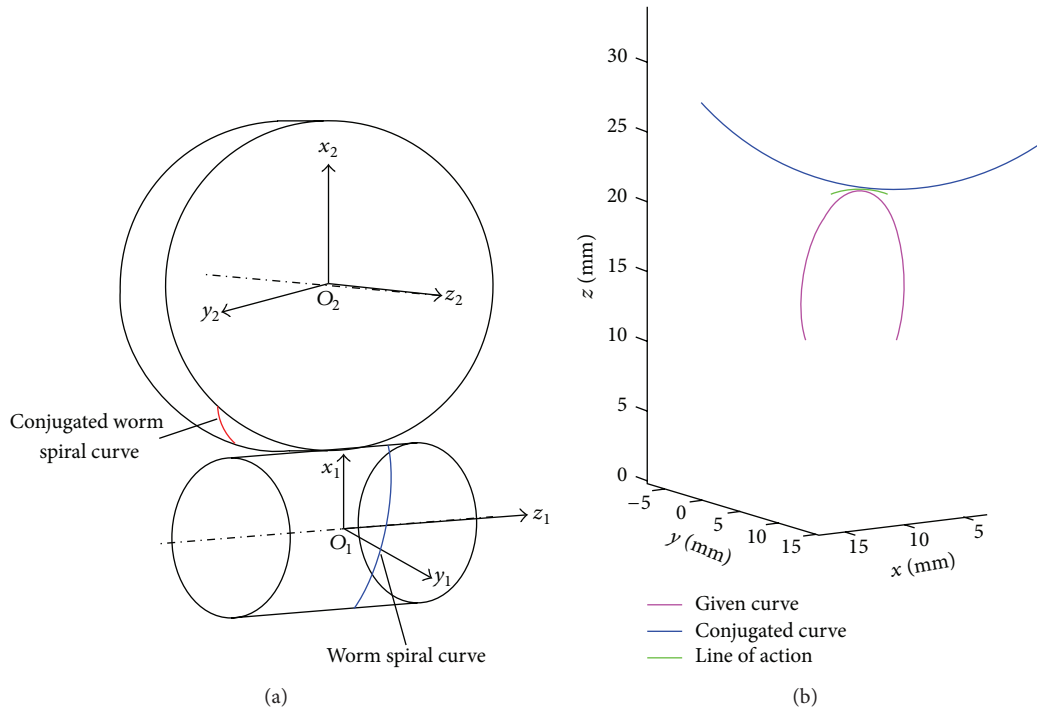 x₂
O₂
z₂
y₂
Conjugated worm
spiral curve
x₁
z₁
O₁
y₁
Worm spiral curve
(a)
30
25
20
15
10
5
0
z (mm)
−5
0
5
10
15
y (mm)
15
10
5
x (mm)
Given curve
Conjugated curve
Line of action
(b)